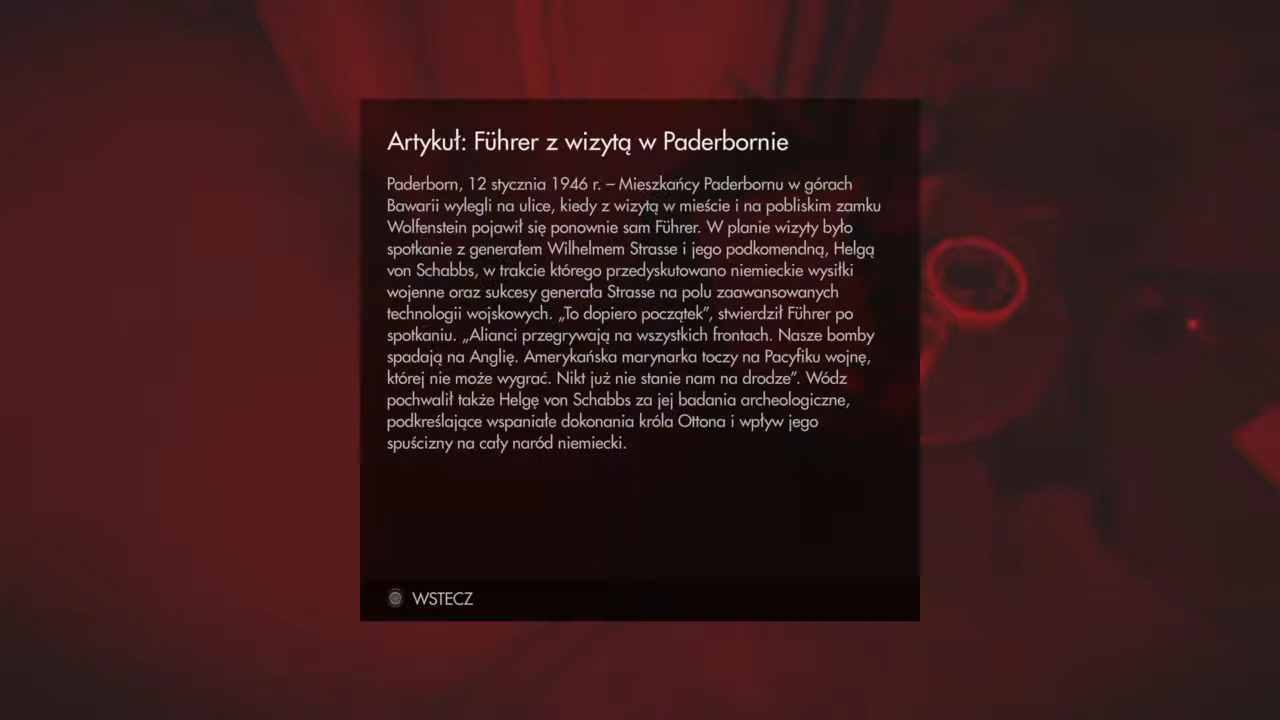 Artykuł: Führer z wizytą w Paderbornie
Paderborn, 12 stycznia 1946 r. – Mieszkańcy Paderbornu w górach
Bawarii wylegli na ulice, kiedy z wizytą w mieście i na pobliskim zamku
Wolfenstein pojawił się ponownie sam Führer. W planie wizyty było
spotkanie z generałem Wilhelmem Strasse i jego podkomendną, Helgą
von Schabbs, w trakcie którego przedyskutowano niemieckie wysiłki
wojenne oraz sukcesy generała Strasse na polu zaawansowanych
technologii wojskowych. „To dopiero początek”, stwierdził Führer po
spotkaniu. „Alianci przegrywają na wszystkich frontach. Nasze bomby
spadają na Anglię. Amerykańska marynarka toczy na Pacyfiku wojnę,
której nie może wygrać. Nikt już nie stanie nam na drodze”. Wódz
pochwalił także Helgę von Schabbs za jej badania archeologiczne,
podkreślające wspaniałe dokonania króla Ottona i wpływ jego
spuścizny na cały naród niemiecki.
WSTECZ